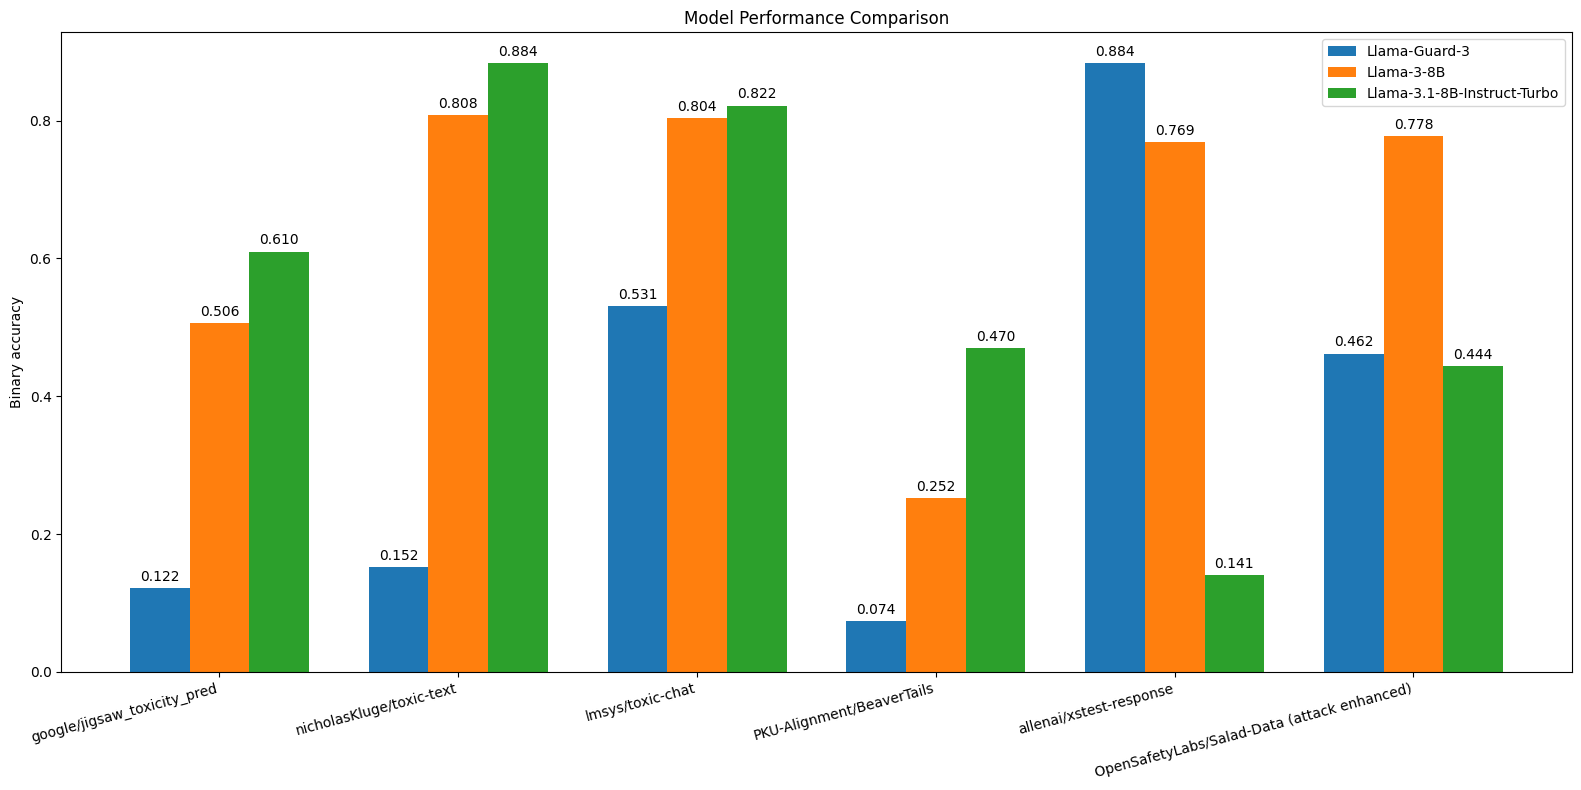 Model Performance Comparison
Llama-Guard-3
Llama-3-8B
Llama-3.1-8B-Instruct-Turbo
Binary accuracy
0.8
0.6
0.4
0.2
0.0
0.122
0.506
0.610
0.152
0.808
0.884
0.531
0.804
0.822
0.074
0.252
0.470
0.884
0.769
0.141
0.462
0.778
0.444
google/jigsaw_toxicity_pred
nicholasKluge/toxic-text
lmsys/toxic-chat
PKU-Alignment/BeaverTails
allenai/xstest-response
OpenSafetyLabs/Salad-Data (attack enhanced)